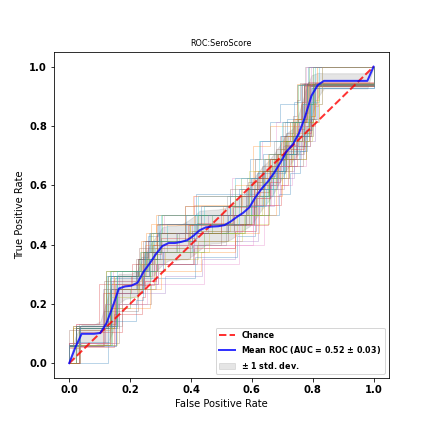 ROC:SeroScore
1.0
0.8
0.6
0.4
0.2
0.0
True Positive Rate
Chance
Mean ROC (AUC = 0.52 ± 0.03)
± 1 std. dev.
0.0 0.2 0.4 0.6 0.8 1.0
False Positive Rate